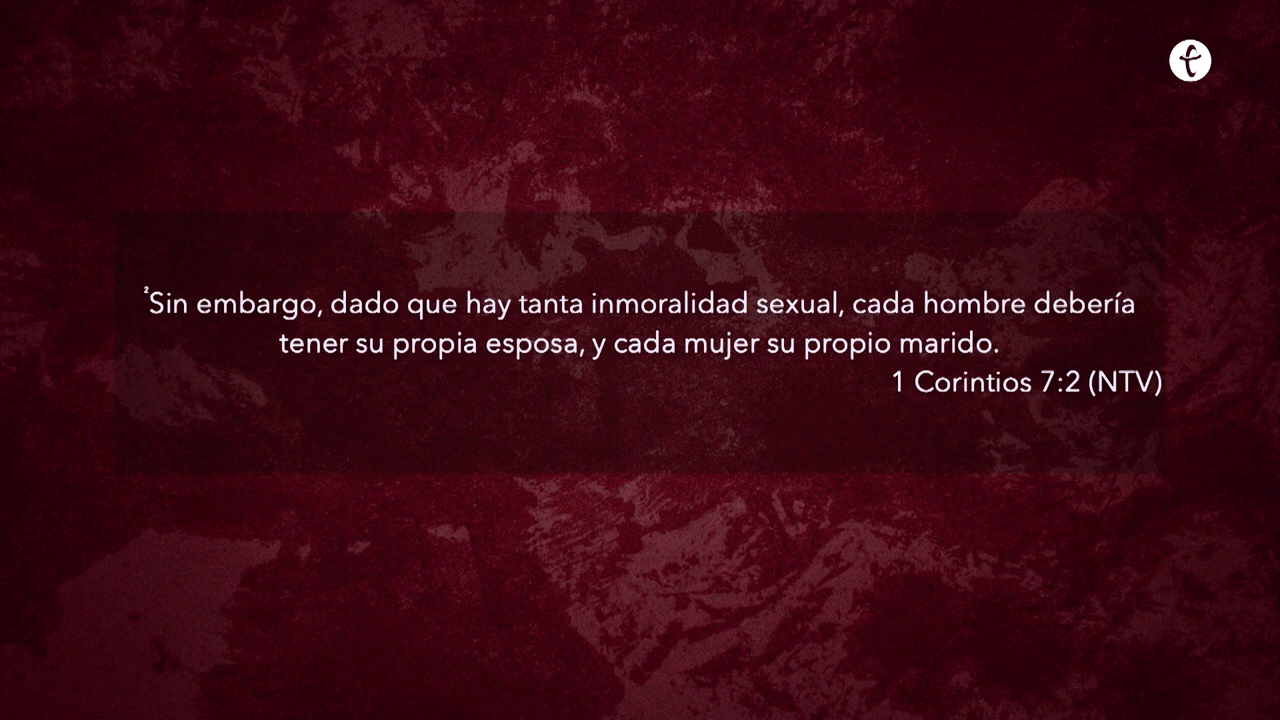 ²Sin embargo, dado que hay tanta inmoralidad sexual, cada hombre debería
tener su propia esposa, y cada mujer su propio marido.
1 Corintios 7:2 (NTV)